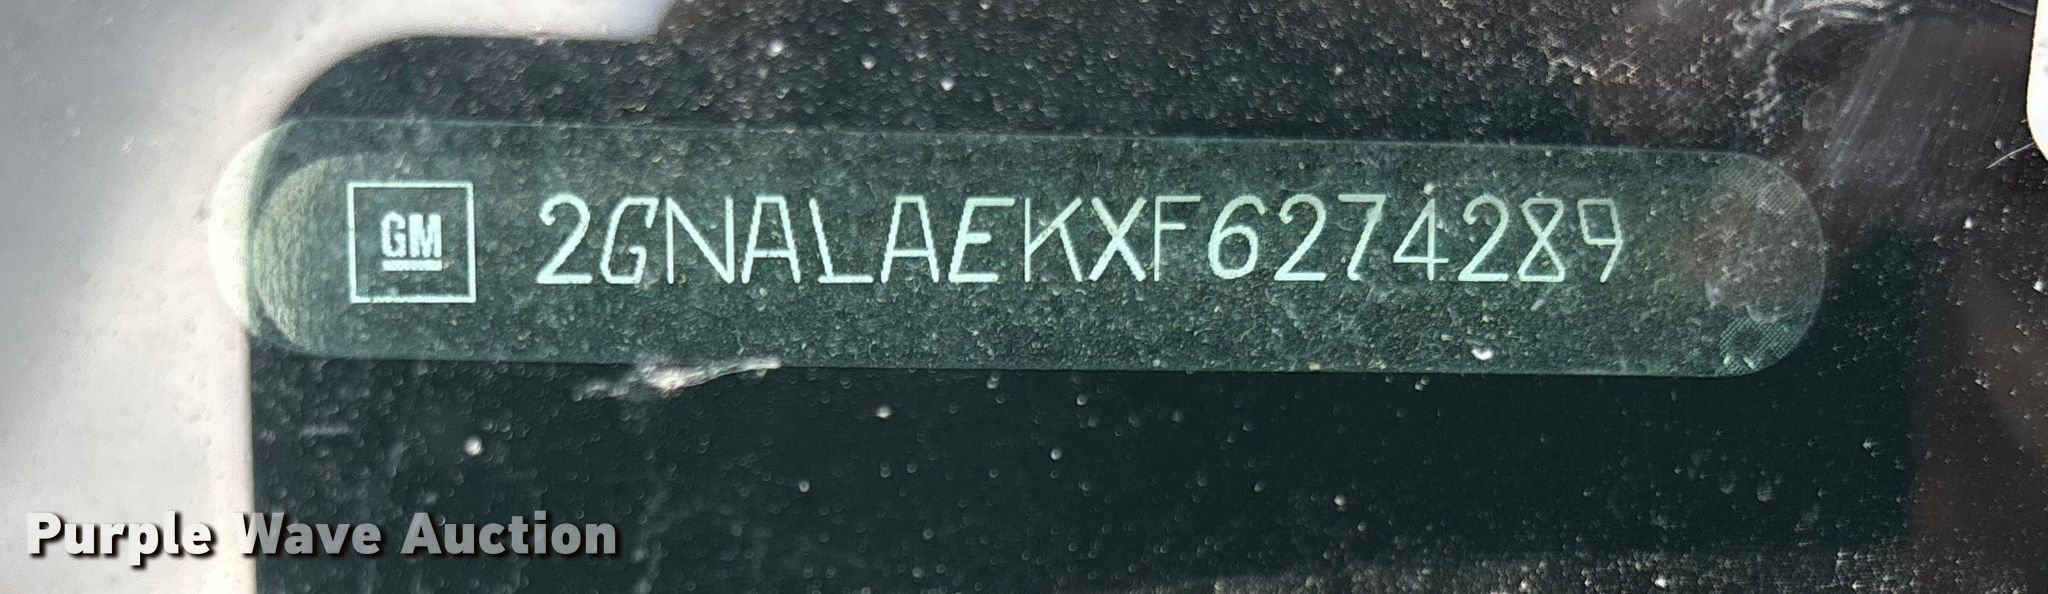 GM 2GNALAEKXF6274289
Purple Wave Auction